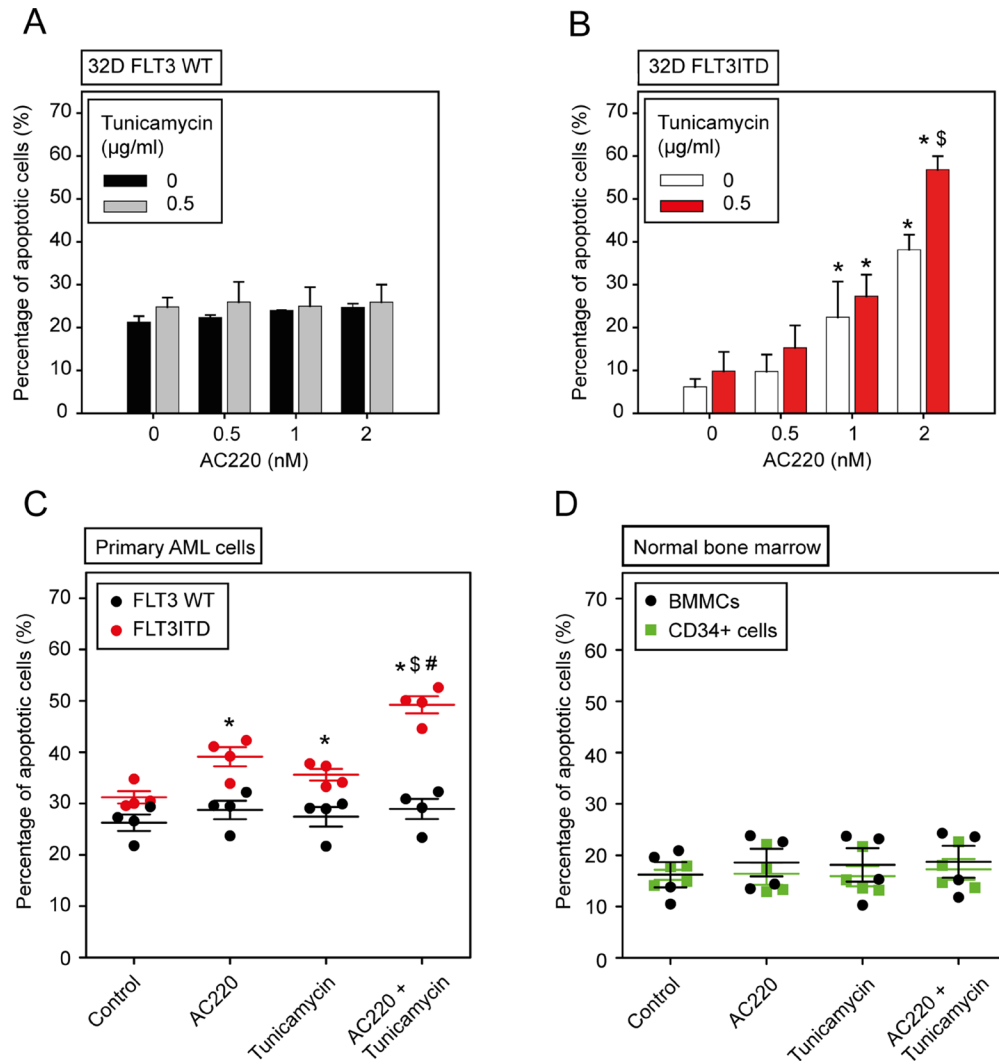 A
32D FLT3 WT
Tunicamycin
(µg/ml)
0
0.5
Percentage of apoptotic cells (%)
70
60
50
40
30
20
10
0
0 0.5 1 2
AC220 (nM)
B
32D FLT3ITD
Tunicamycin
(µg/ml)
0
0.5
Percentage of apoptotic cells (%)
70
60
50
40
30
20
10
0
* $
*
* *
0 0.5 1 2
AC220 (nM)
C
Primary AML cells
FLT3 WT
FLT3ITD
Percentage of apoptotic cells (%)
70
60
50
40
30
20
10
0
* $ #
*
*
Control
AC220
Tunicamycin
AC220 +
Tunicamycin
D
Normal bone marrow
BMMCs
CD34+ cells
Percentage of apoptotic cells (%)
70
60
50
40
30
20
10
0
Control
AC220
Tunicamycin
AC220 +
Tunicamycin